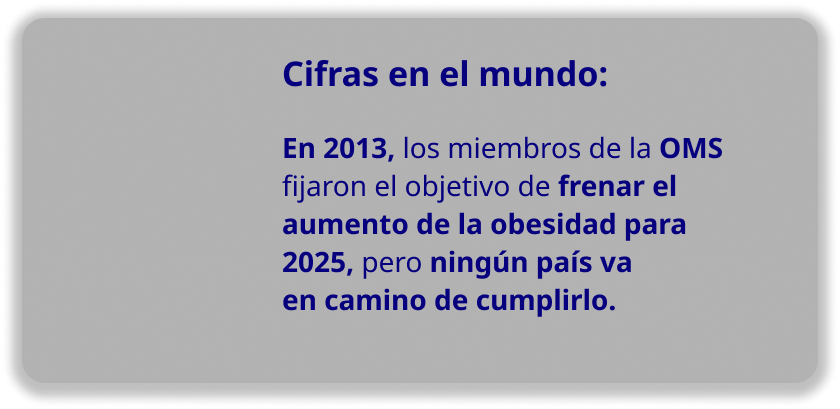 Cifras en el mundo:
En 2013, los miembros de la OMS
fijaron el objetivo de frenar el
aumento de la obesidad para
2025, pero ningún país va
en camino de cumplirlo.